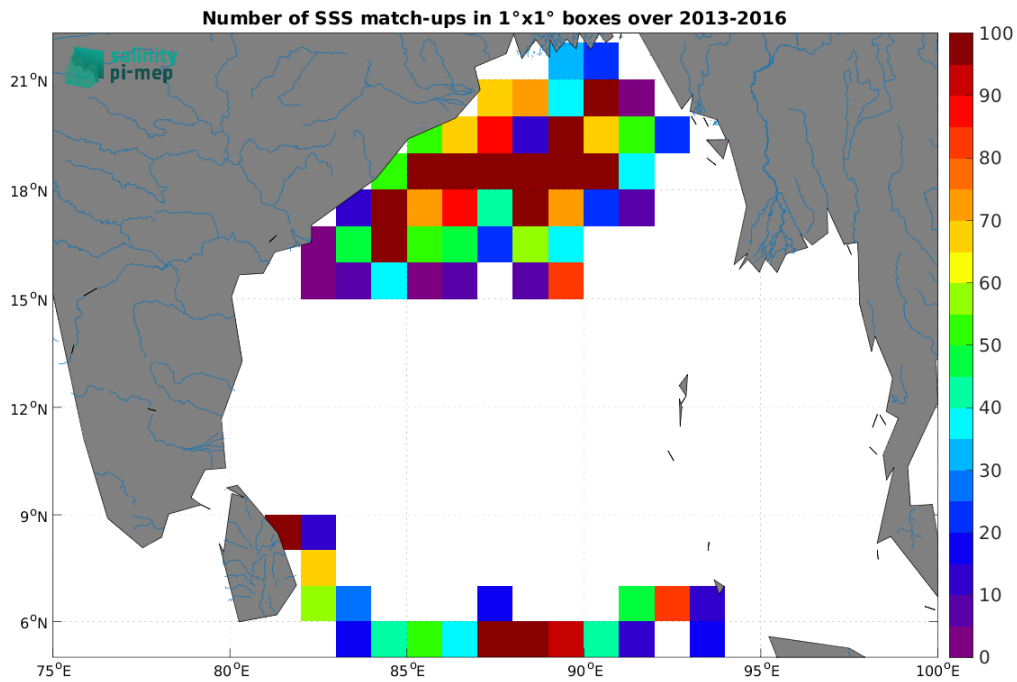 Number of SSS match-ups in 1°x1° boxes over 2013-2016
salinity
pi-mep
21°N
18°N
15°N
12°N
9°N
6°N
75°E 80°E 85°E 90°E 95°E 100°E
100
90
80
70
60
50
40
30
20
10
0